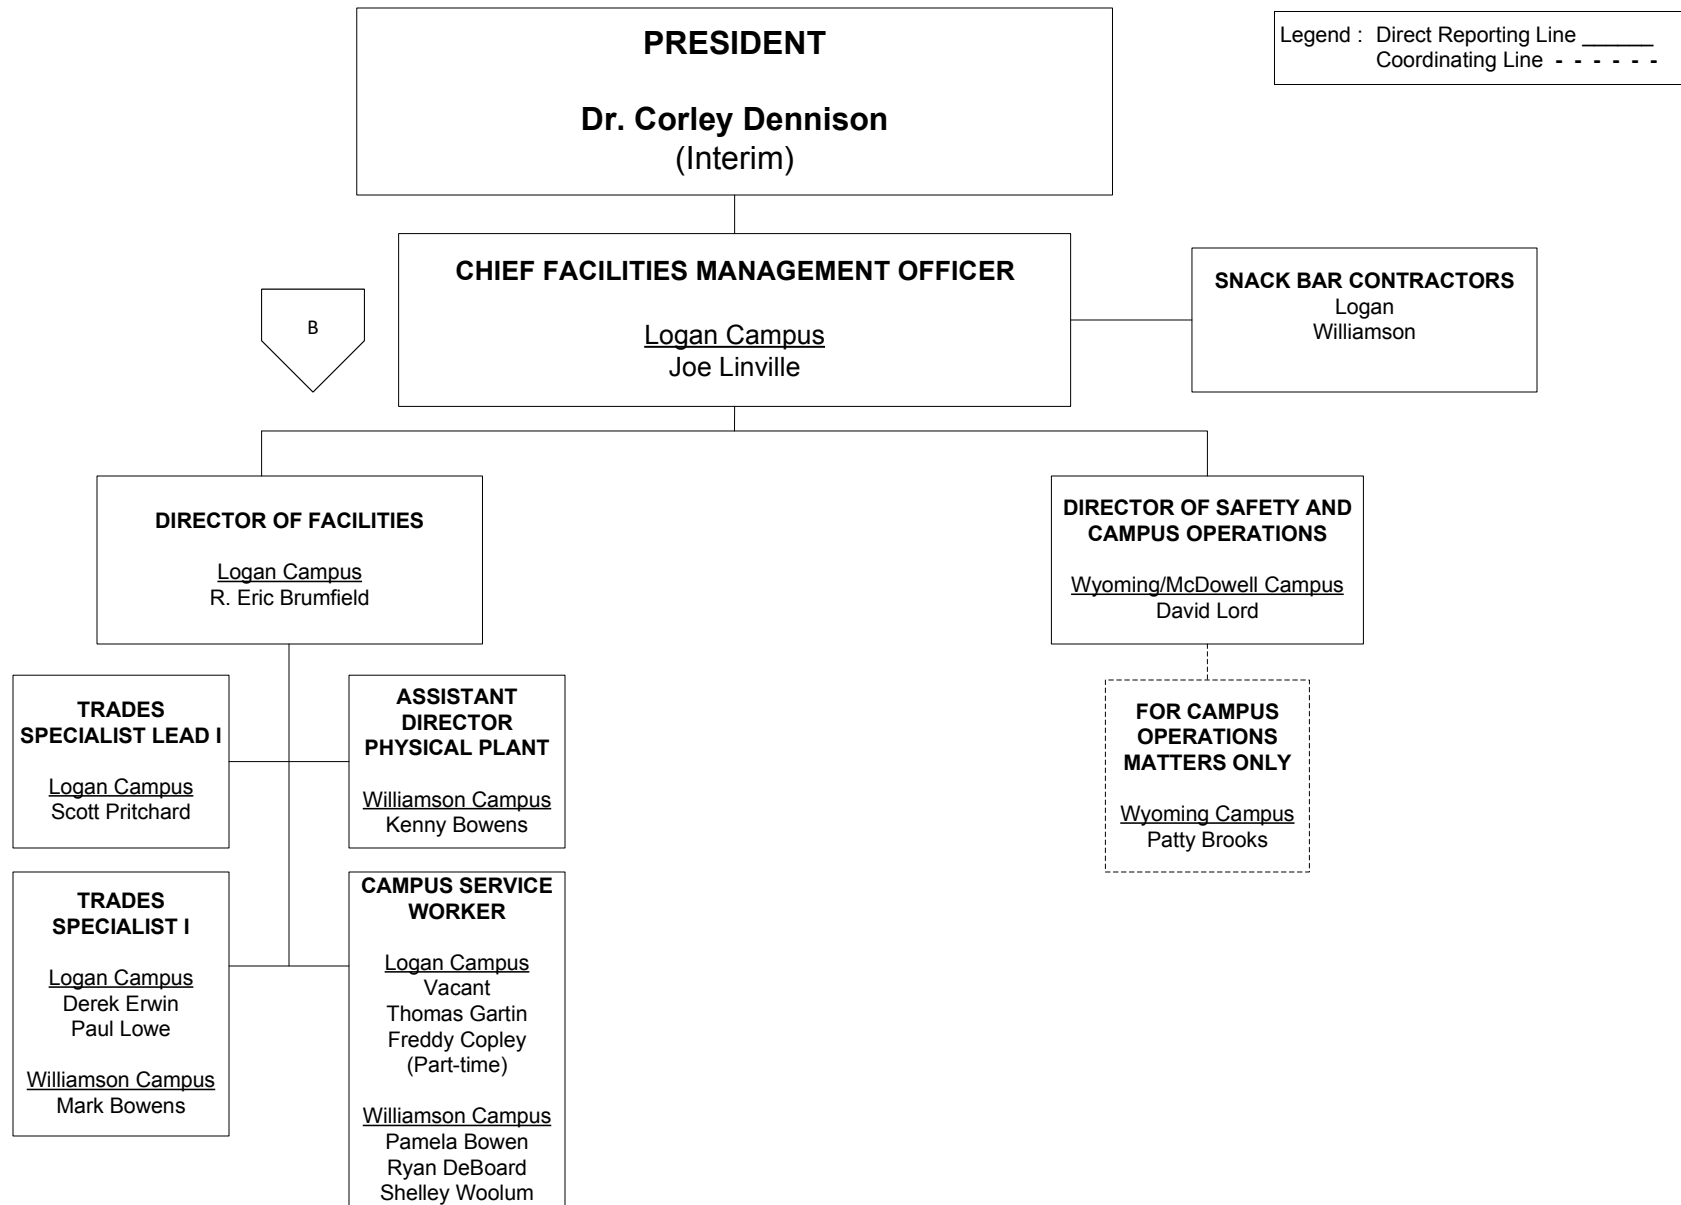 PRESIDENT
Dr. Corley Dennison
(Interim)
Legend : Direct Reporting Line ______
Coordinating Line - - - - - -
CHIEF FACILITIES MANAGEMENT OFFICER
Logan Campus
Joe Linville
SNACK BAR CONTRACTORS
Logan
Williamson
B
DIRECTOR OF FACILITIES
Logan Campus
R. Eric Brumfield
DIRECTOR OF SAFETY AND
CAMPUS OPERATIONS
Wyoming/McDowell Campus
David Lord
TRADES
SPECIALIST LEAD I
Logan Campus
Scott Pritchard
ASSISTANT
DIRECTOR
PHYSICAL PLANT
Williamson Campus
Kenny Bowens
FOR CAMPUS
OPERATIONS
MATTERS ONLY
Wyoming Campus
Patty Brooks
TRADES
SPECIALIST I
Logan Campus
Derek Erwin
Paul Lowe
Williamson Campus
Mark Bowens
CAMPUS SERVICE
WORKER
Logan Campus
Vacant
Thomas Gartin
Freddy Copley
(Part-time)
Williamson Campus
Pamela Bowen
Ryan DeBoard
Shelley Woolum